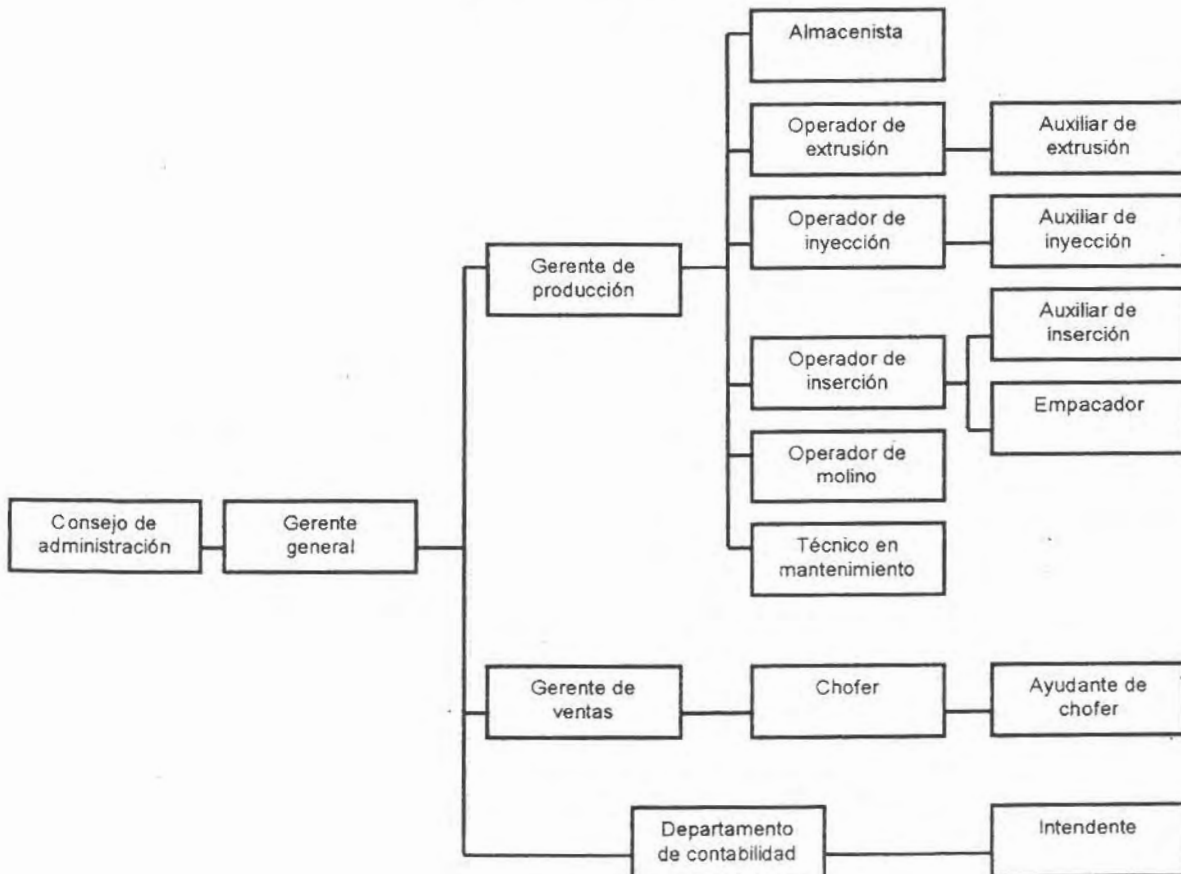 Almacenista
Operador de
extrusión
Auxiliar de
extrusión
Operador de
inyección
Auxiliar de
inyección
Gerente de
producción
Auxiliar de
inserción
Operador de
inserción
Empacador
Operador de
molino
Consejo de
administración
Gerente
general
Técnico en
mantenimiento
Gerente de
ventas
Chofer
Ayudante de
chofer
Departamento
de contabilidad
Intendente